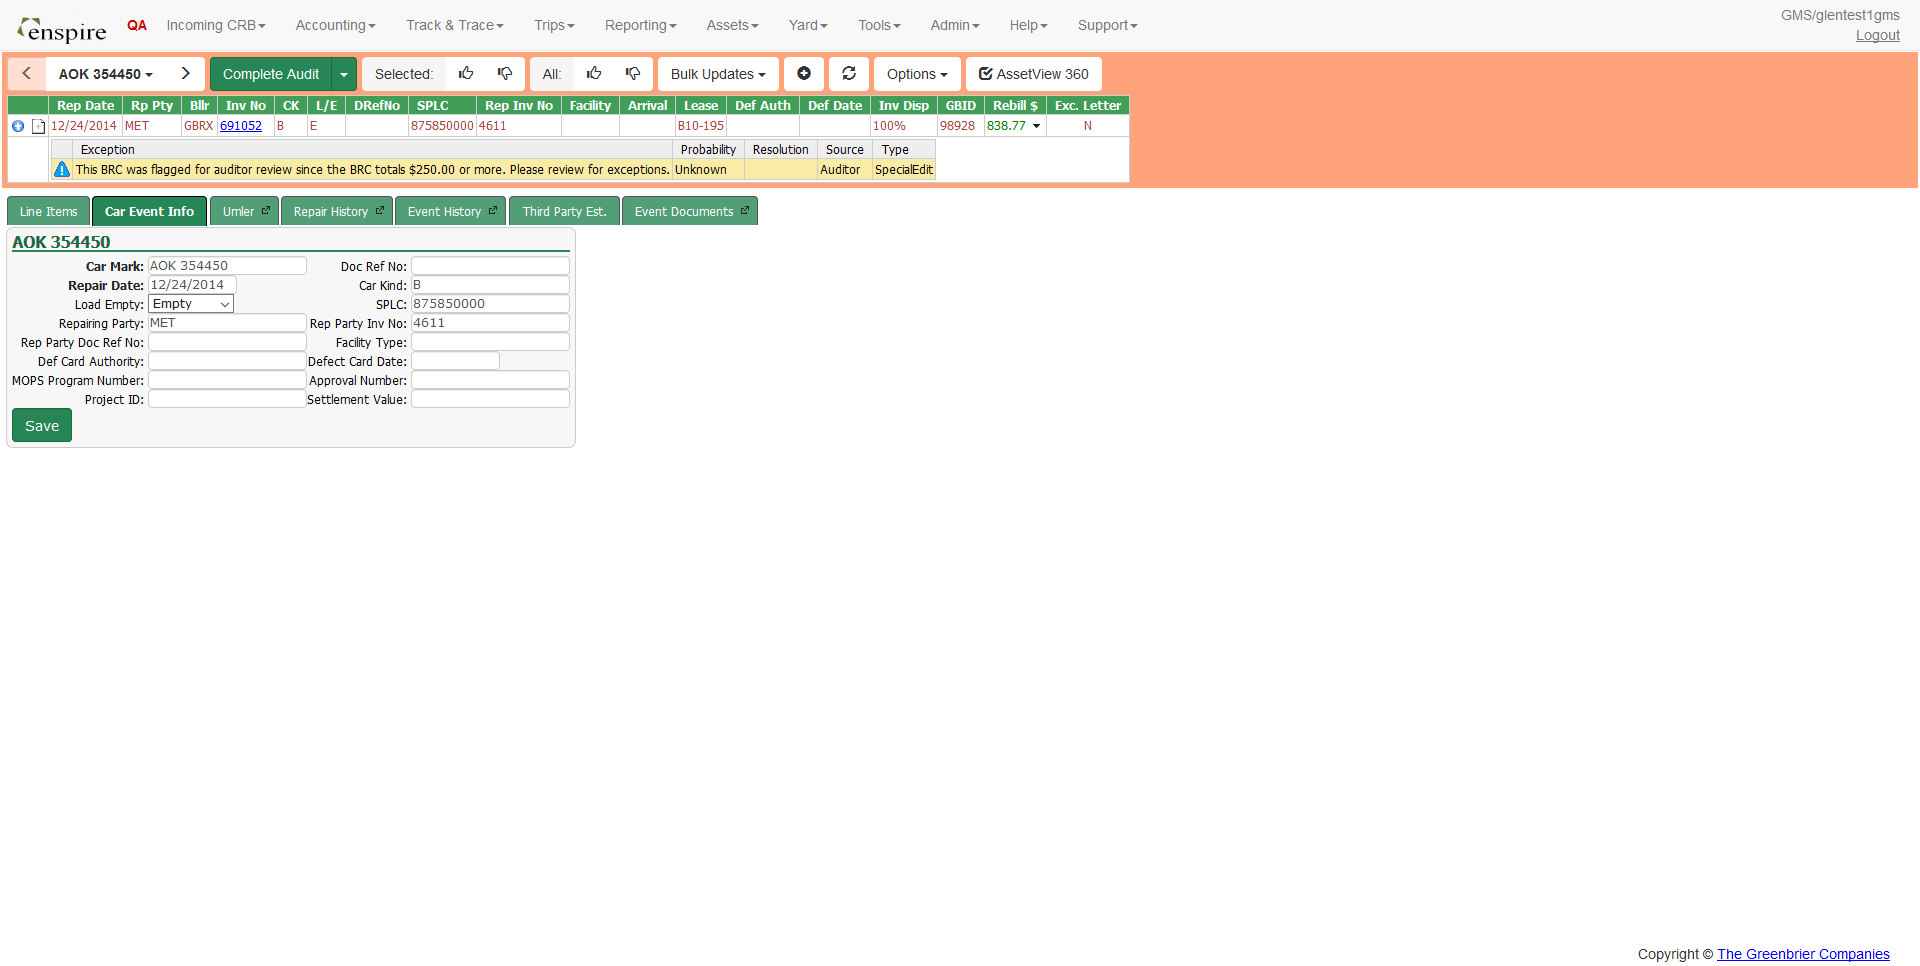 enspire QA Incoming CRB Accounting Track & Trace Trips Reporting Assets Yard Tools Admin Help Support GMS/glentest1gms
Logout
AOK 354450 Complete Audit Selected: All: Bulk Updates Options AssetView 360
Rep Date Rp Pty Bllr Inv No CK L/E DRefNo SPLC Rep Inv No Facility Arrival Lease Def Auth Def Date Inv Disp GBID Rebill $ Exc. Letter
12/24/2014 MET GBRX 691052 B E 875850000 4611 B10-195 100% 98928 838.77 N
Exception Probability Resolution Source Type
This BRC was flagged for auditor review since the BRC totals $250.00 or more. Please review for exceptions. Unknown Auditor SpecialEdit
Line Items Car Event Info Umler Repair History Event History Third Party Est. Event Documents
AOK 354450
Car Mark: AOK 354450 Doc Ref No:
Repair Date: 12/24/2014 Car Kind: B
Load Empty: Empty SPLC: 875850000
Repairing Party: MET Rep Party Inv No: 4611
Rep Party Doc Ref No: Facility Type:
Def Card Authority: Defect Card Date:
MOPS Program Number: Approval Number:
Project ID: Settlement Value:
Save
Copyright © The Greenbrier Companies